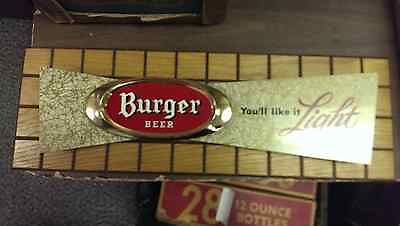 Burger
BEER
You'll like it
Light
28
12 OUNCE
BOTTLES